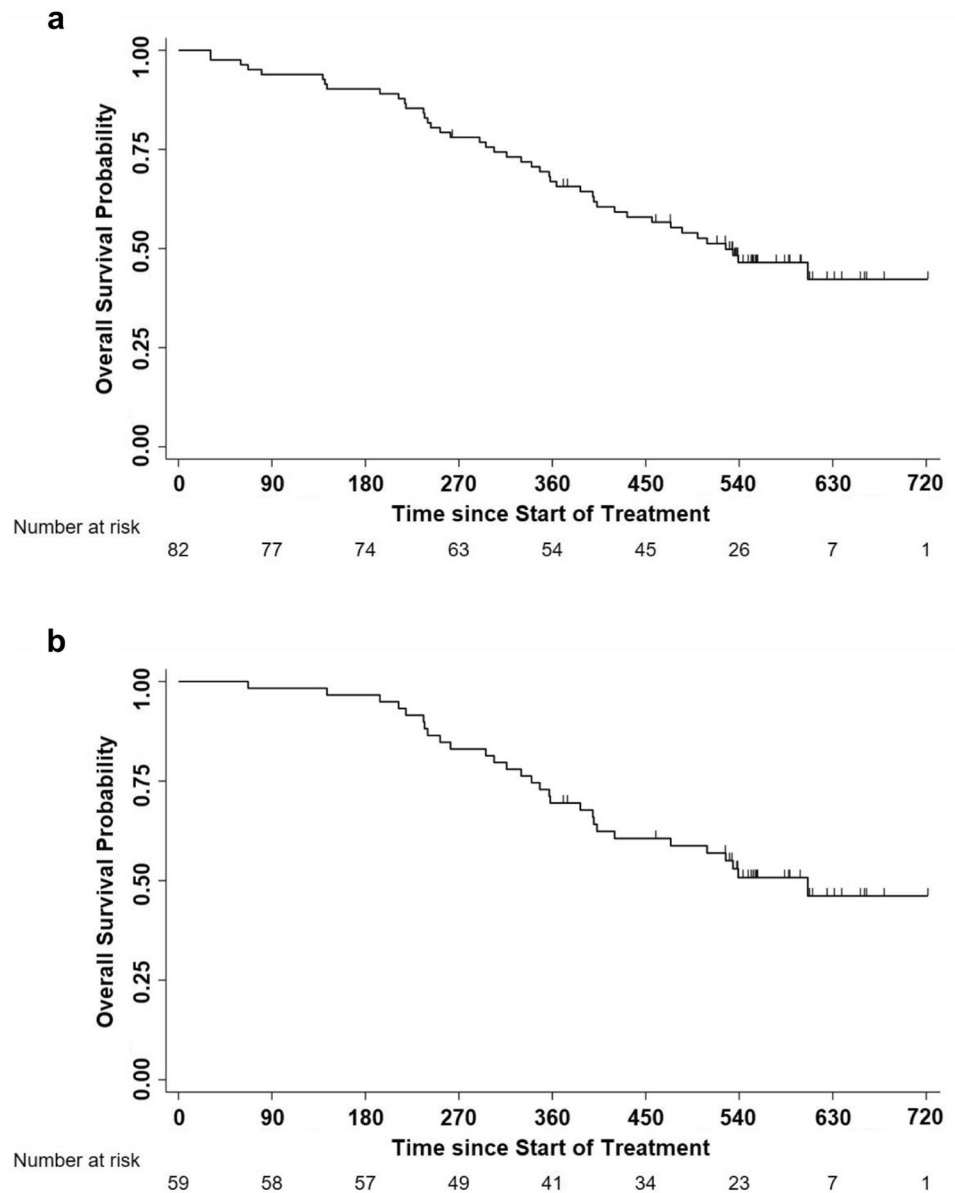 a
Overall Survival Probability
1.00
0.75
0.50
0.25
0.00
0 90 180 270 360 450 540 630 720
Time since Start of Treatment
Number at risk
82 77 74 63 54 45 26 7 1
b
Overall Survival Probability
1.00
0.75
0.50
0.25
0.00
0 90 180 270 360 450 540 630 720
Time since Start of Treatment
Number at risk
59 58 57 49 41 34 23 7 1